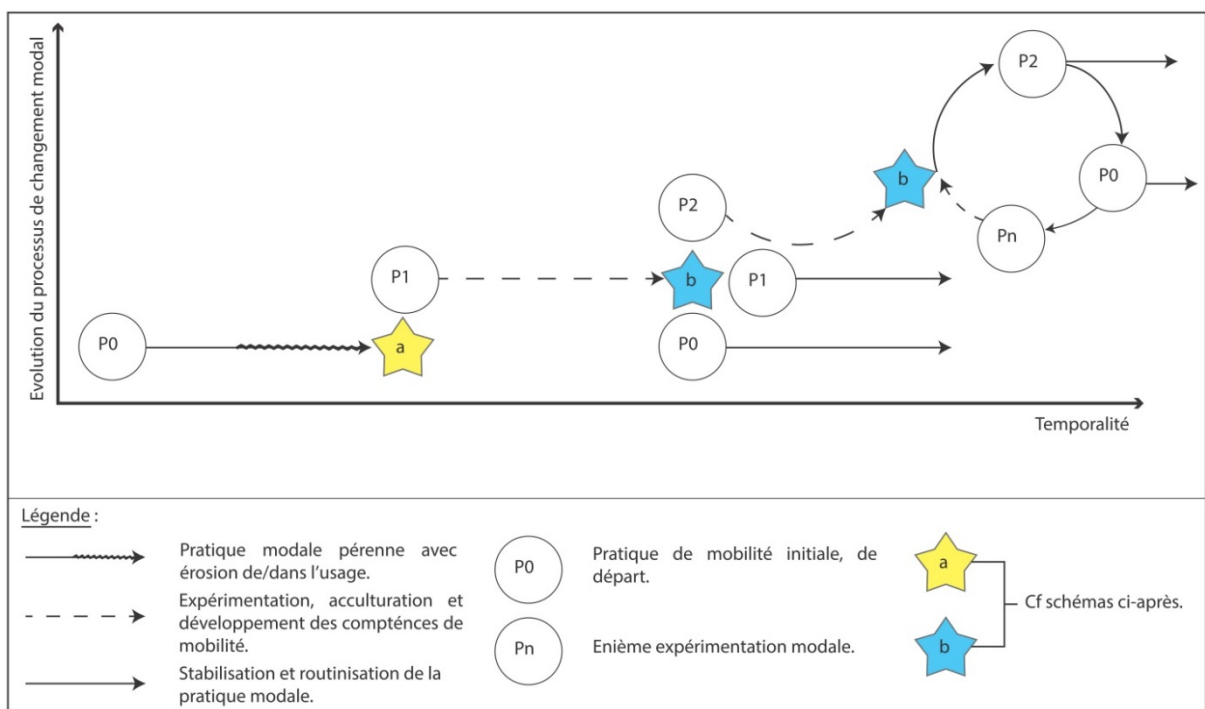 Evolution du processus de changement modal
P2
P0
b
P2
Pn
P1
b
P1
P0
a
P0
Temporalité
Légende :
Pratique modale pérenne avec
érosion de/dans l'usage.
Expérimentation, acculturation et
développement des compténces de
mobilité.
Stabilisation et routinisation de la
pratique modale.
P0
Pratique de mobilité initiale, de
départ.
Pn
Enième expérimentation modale.
a
b
Cf schémas ci-après.